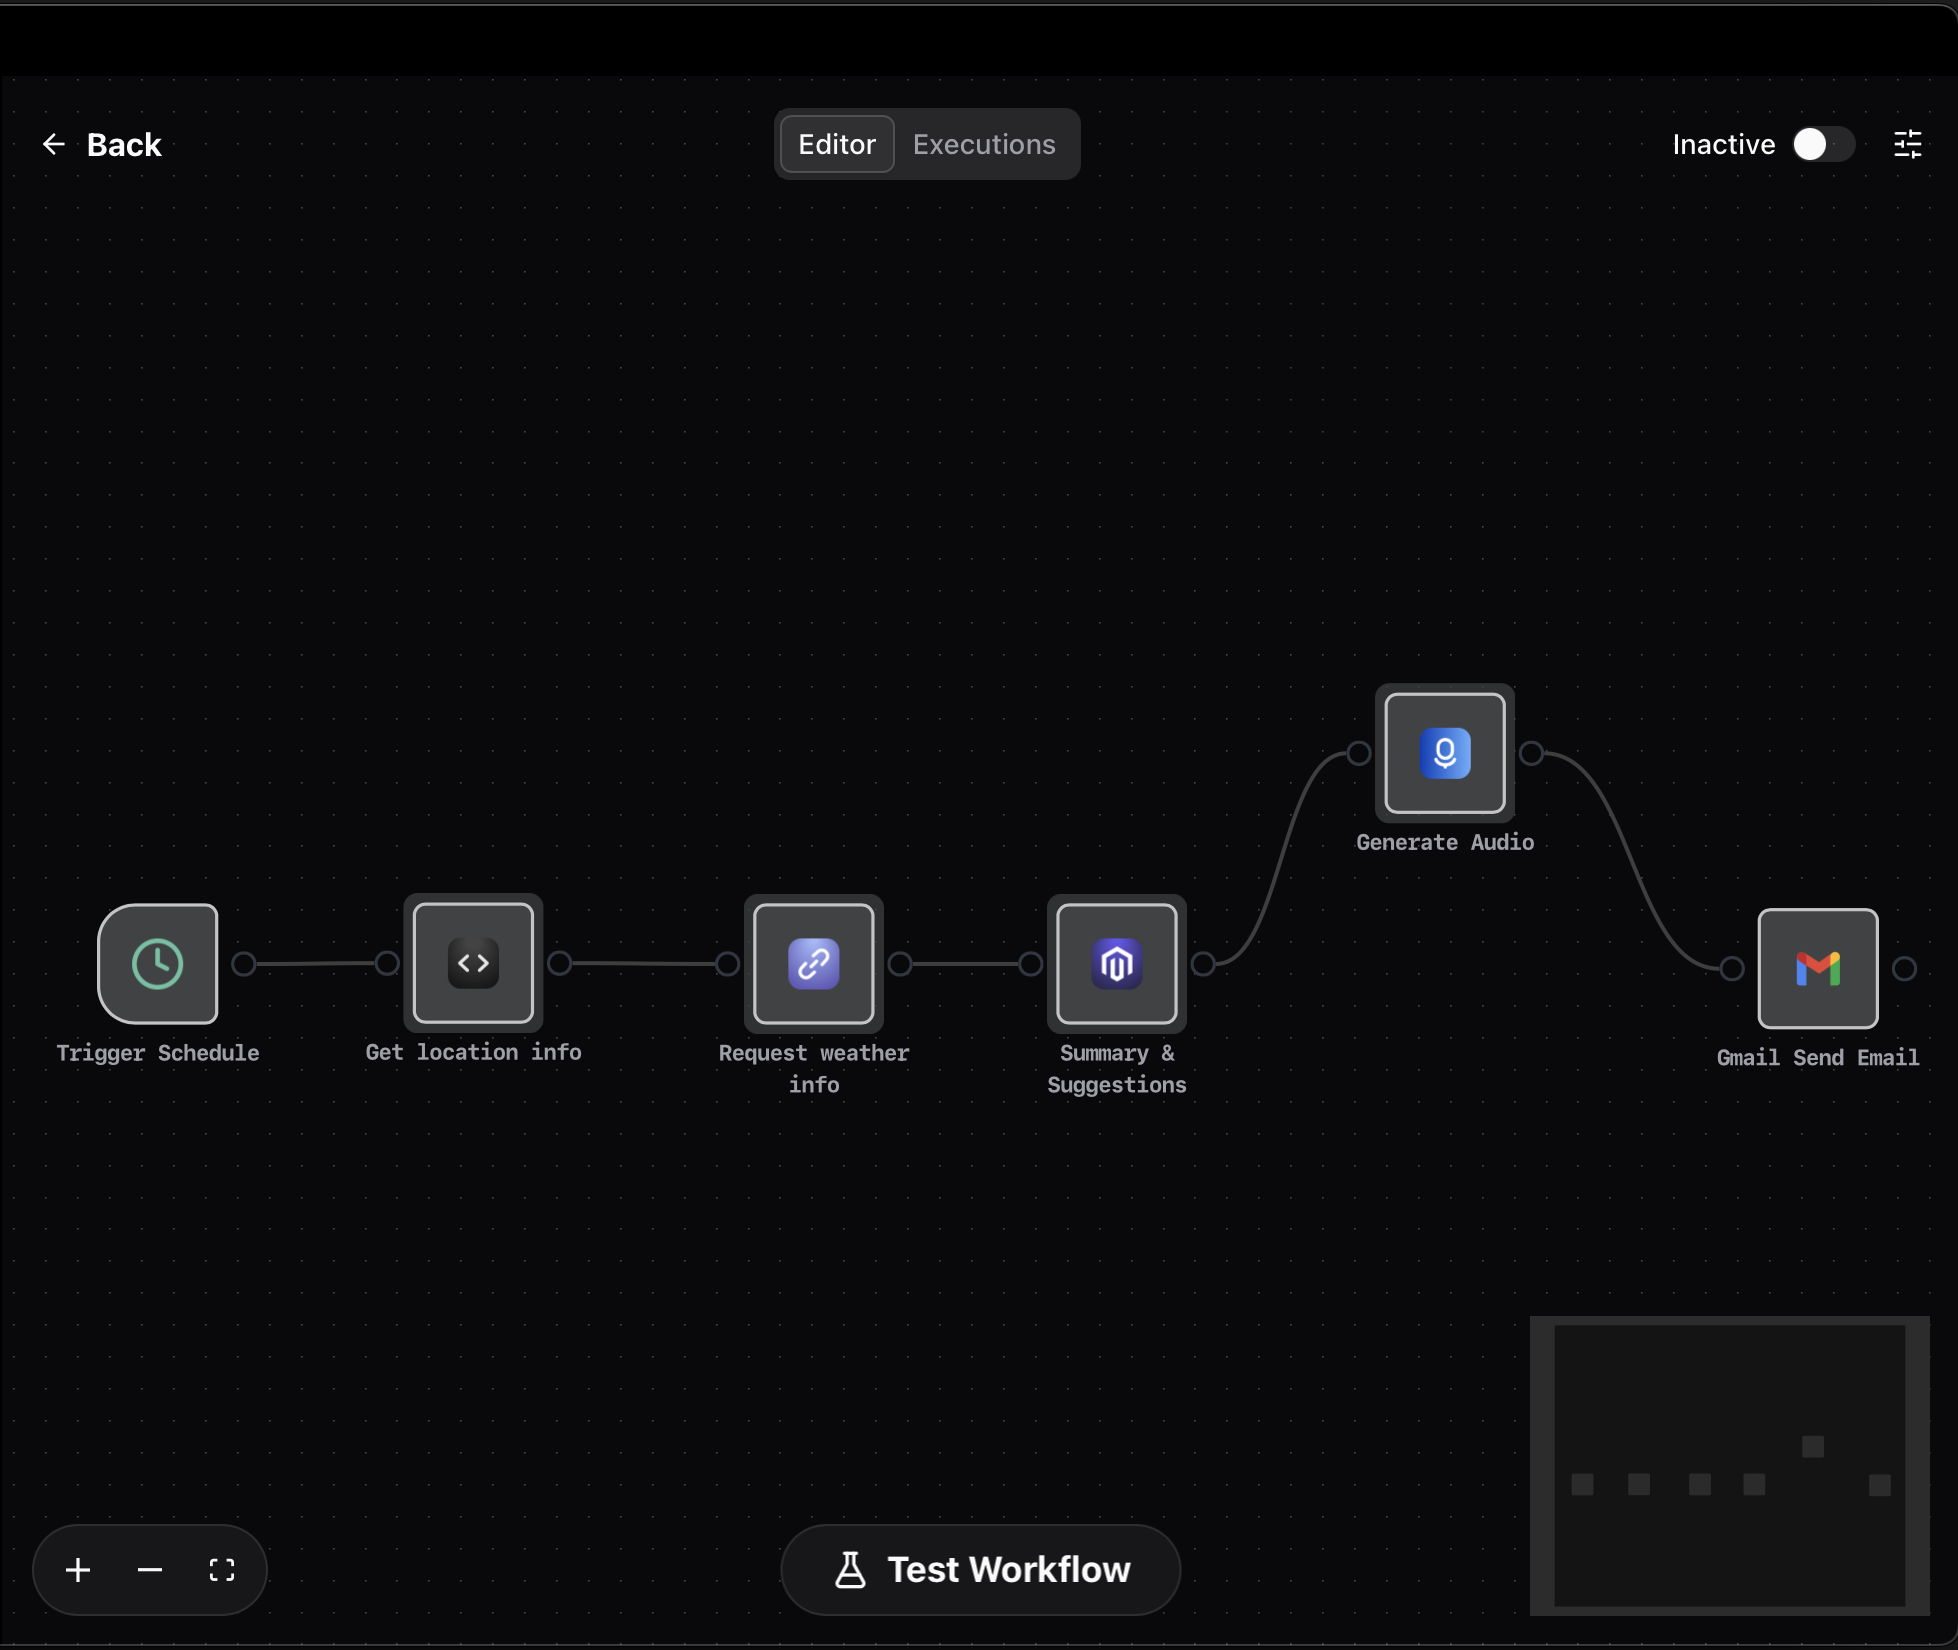 Back
Editor
Executions
Inactive
Generate Audio
Trigger Schedule
Get location info
Request weather
info
Summary &
Suggestions
Gmail Send Email
Test Workflow